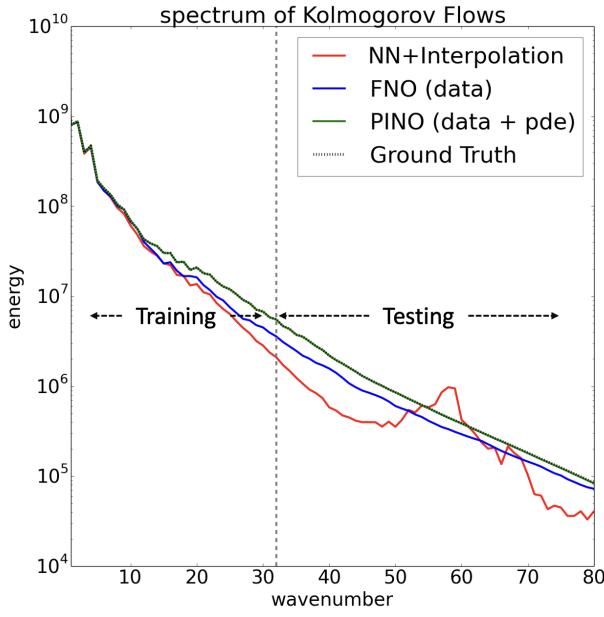 spectrum of Kolmogorov Flows
10^10
10^9
10^8
10^7
10^6
10^5
10^4
energy
NN+Interpolation
FNO (data)
PINO (data + pde)
Ground Truth
Training
Testing
10 20 30 40 50 60 70 80
wavenumber